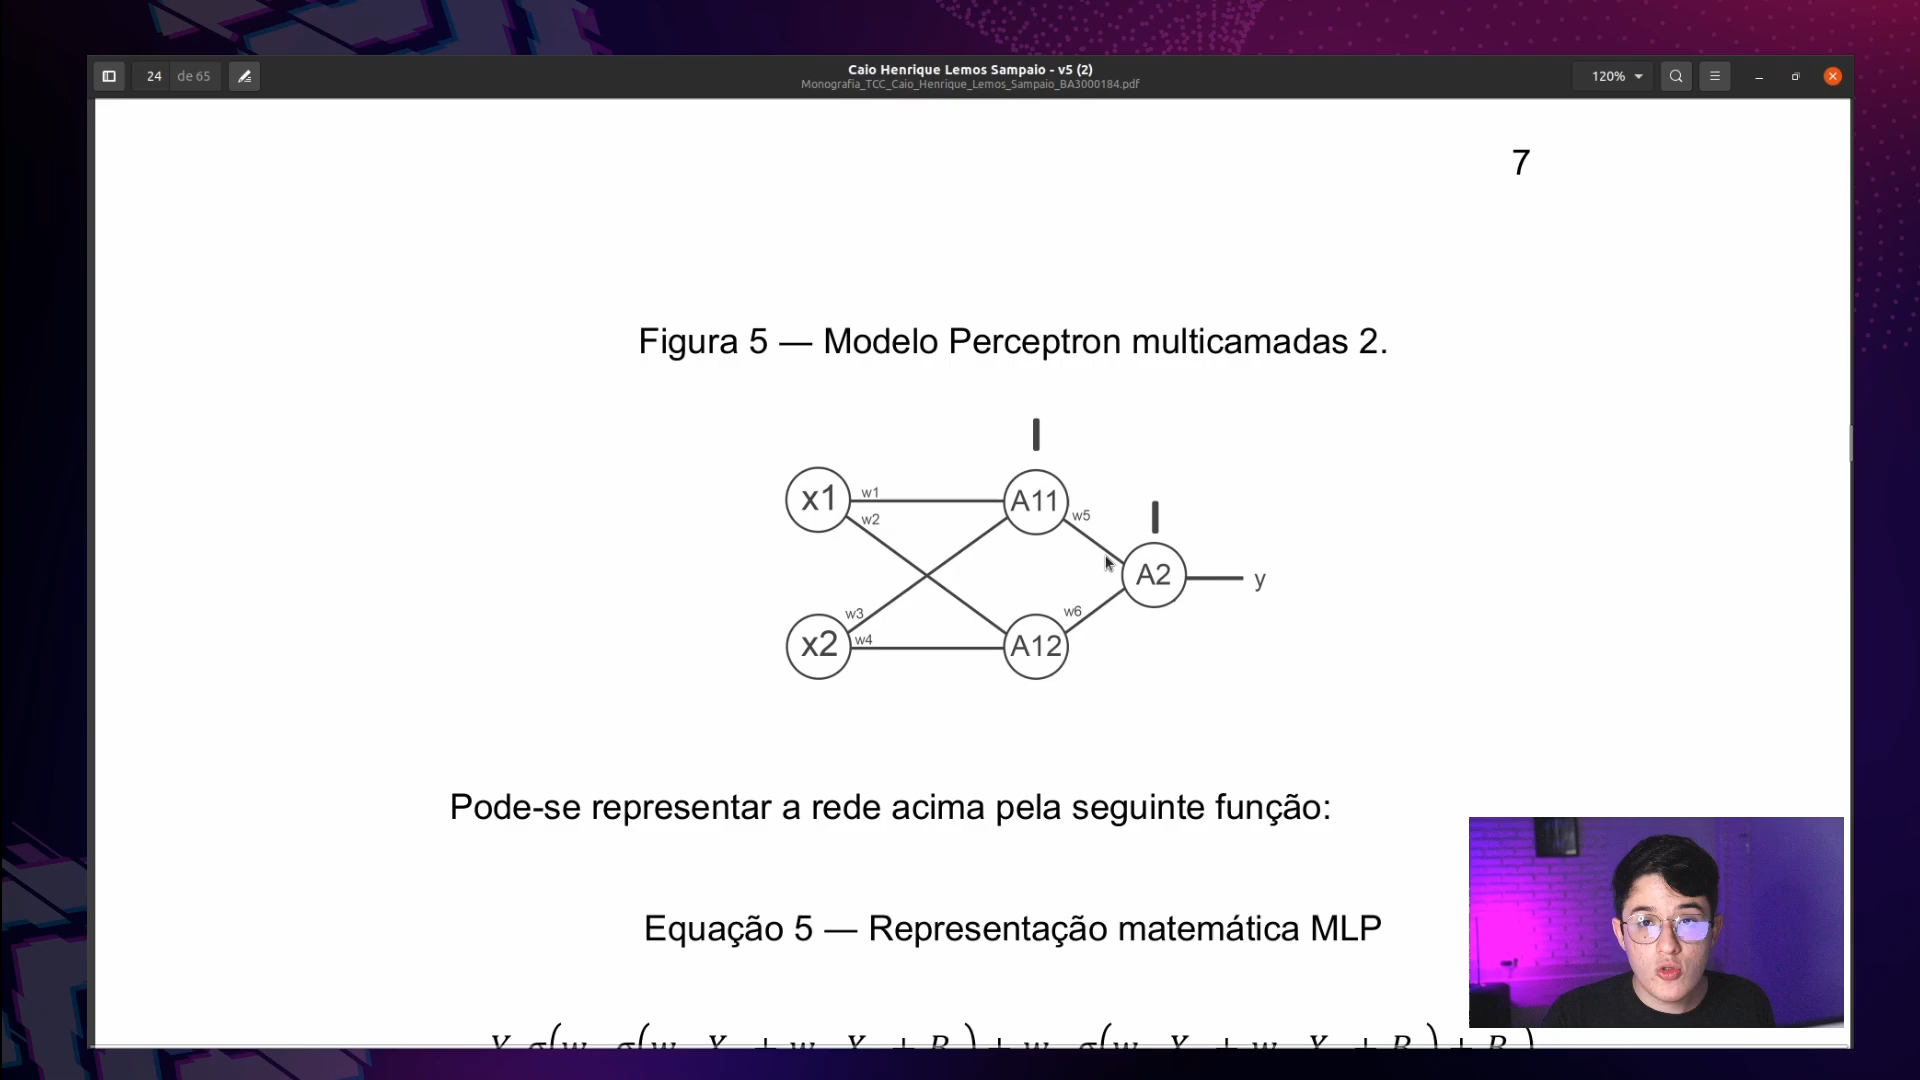 24 de 65
Caio Henrique Lemos Sampaio - v5 (2)
Monografia_TCC_Caio_Henrique_Lemos_Sampaio_BA3000184.pdf
120%
7
Figura 5 — Modelo Perceptron multicamadas 2.
x1 w1 A11
w2 w5
A2 y
w3 w6
x2 w4 A12
Pode-se representar a rede acima pela seguinte função:
Equação 5 — Representação matemática MLP